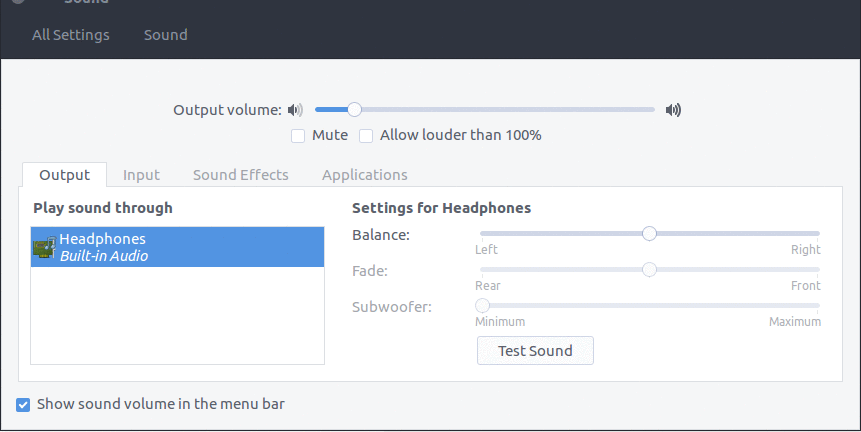 Sound
All Settings Sound
Output volume:
Mute Allow louder than 100%
Output Input Sound Effects Applications
Play sound through
Headphones
Built-in Audio
Settings for Headphones
Balance:
Left Right
Fade:
Rear Front
Subwoofer:
Minimum Maximum
Test Sound
Show sound volume in the menu bar